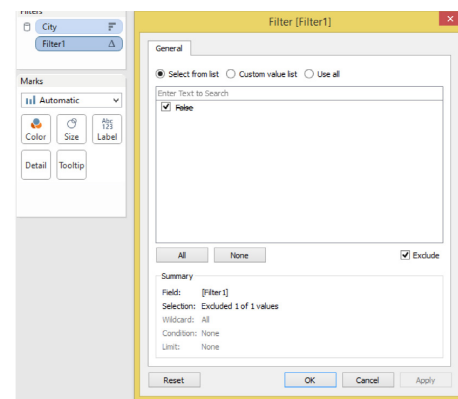 Filters
City
Filter1 Δ
Marks
Automatic
Color
Size
Abc
123
Label
Detail
Tooltip
Filter [Filter1]
×
General
Select from list
Custom value list
Use all
Enter Text to Search
False
All
None
Exclude
Summary
Field: [Filter1]
Selection: Excluded 1 of 1 values
Wildcard: All
Condition: None
Limit: None
Reset
OK
Cancel
Apply